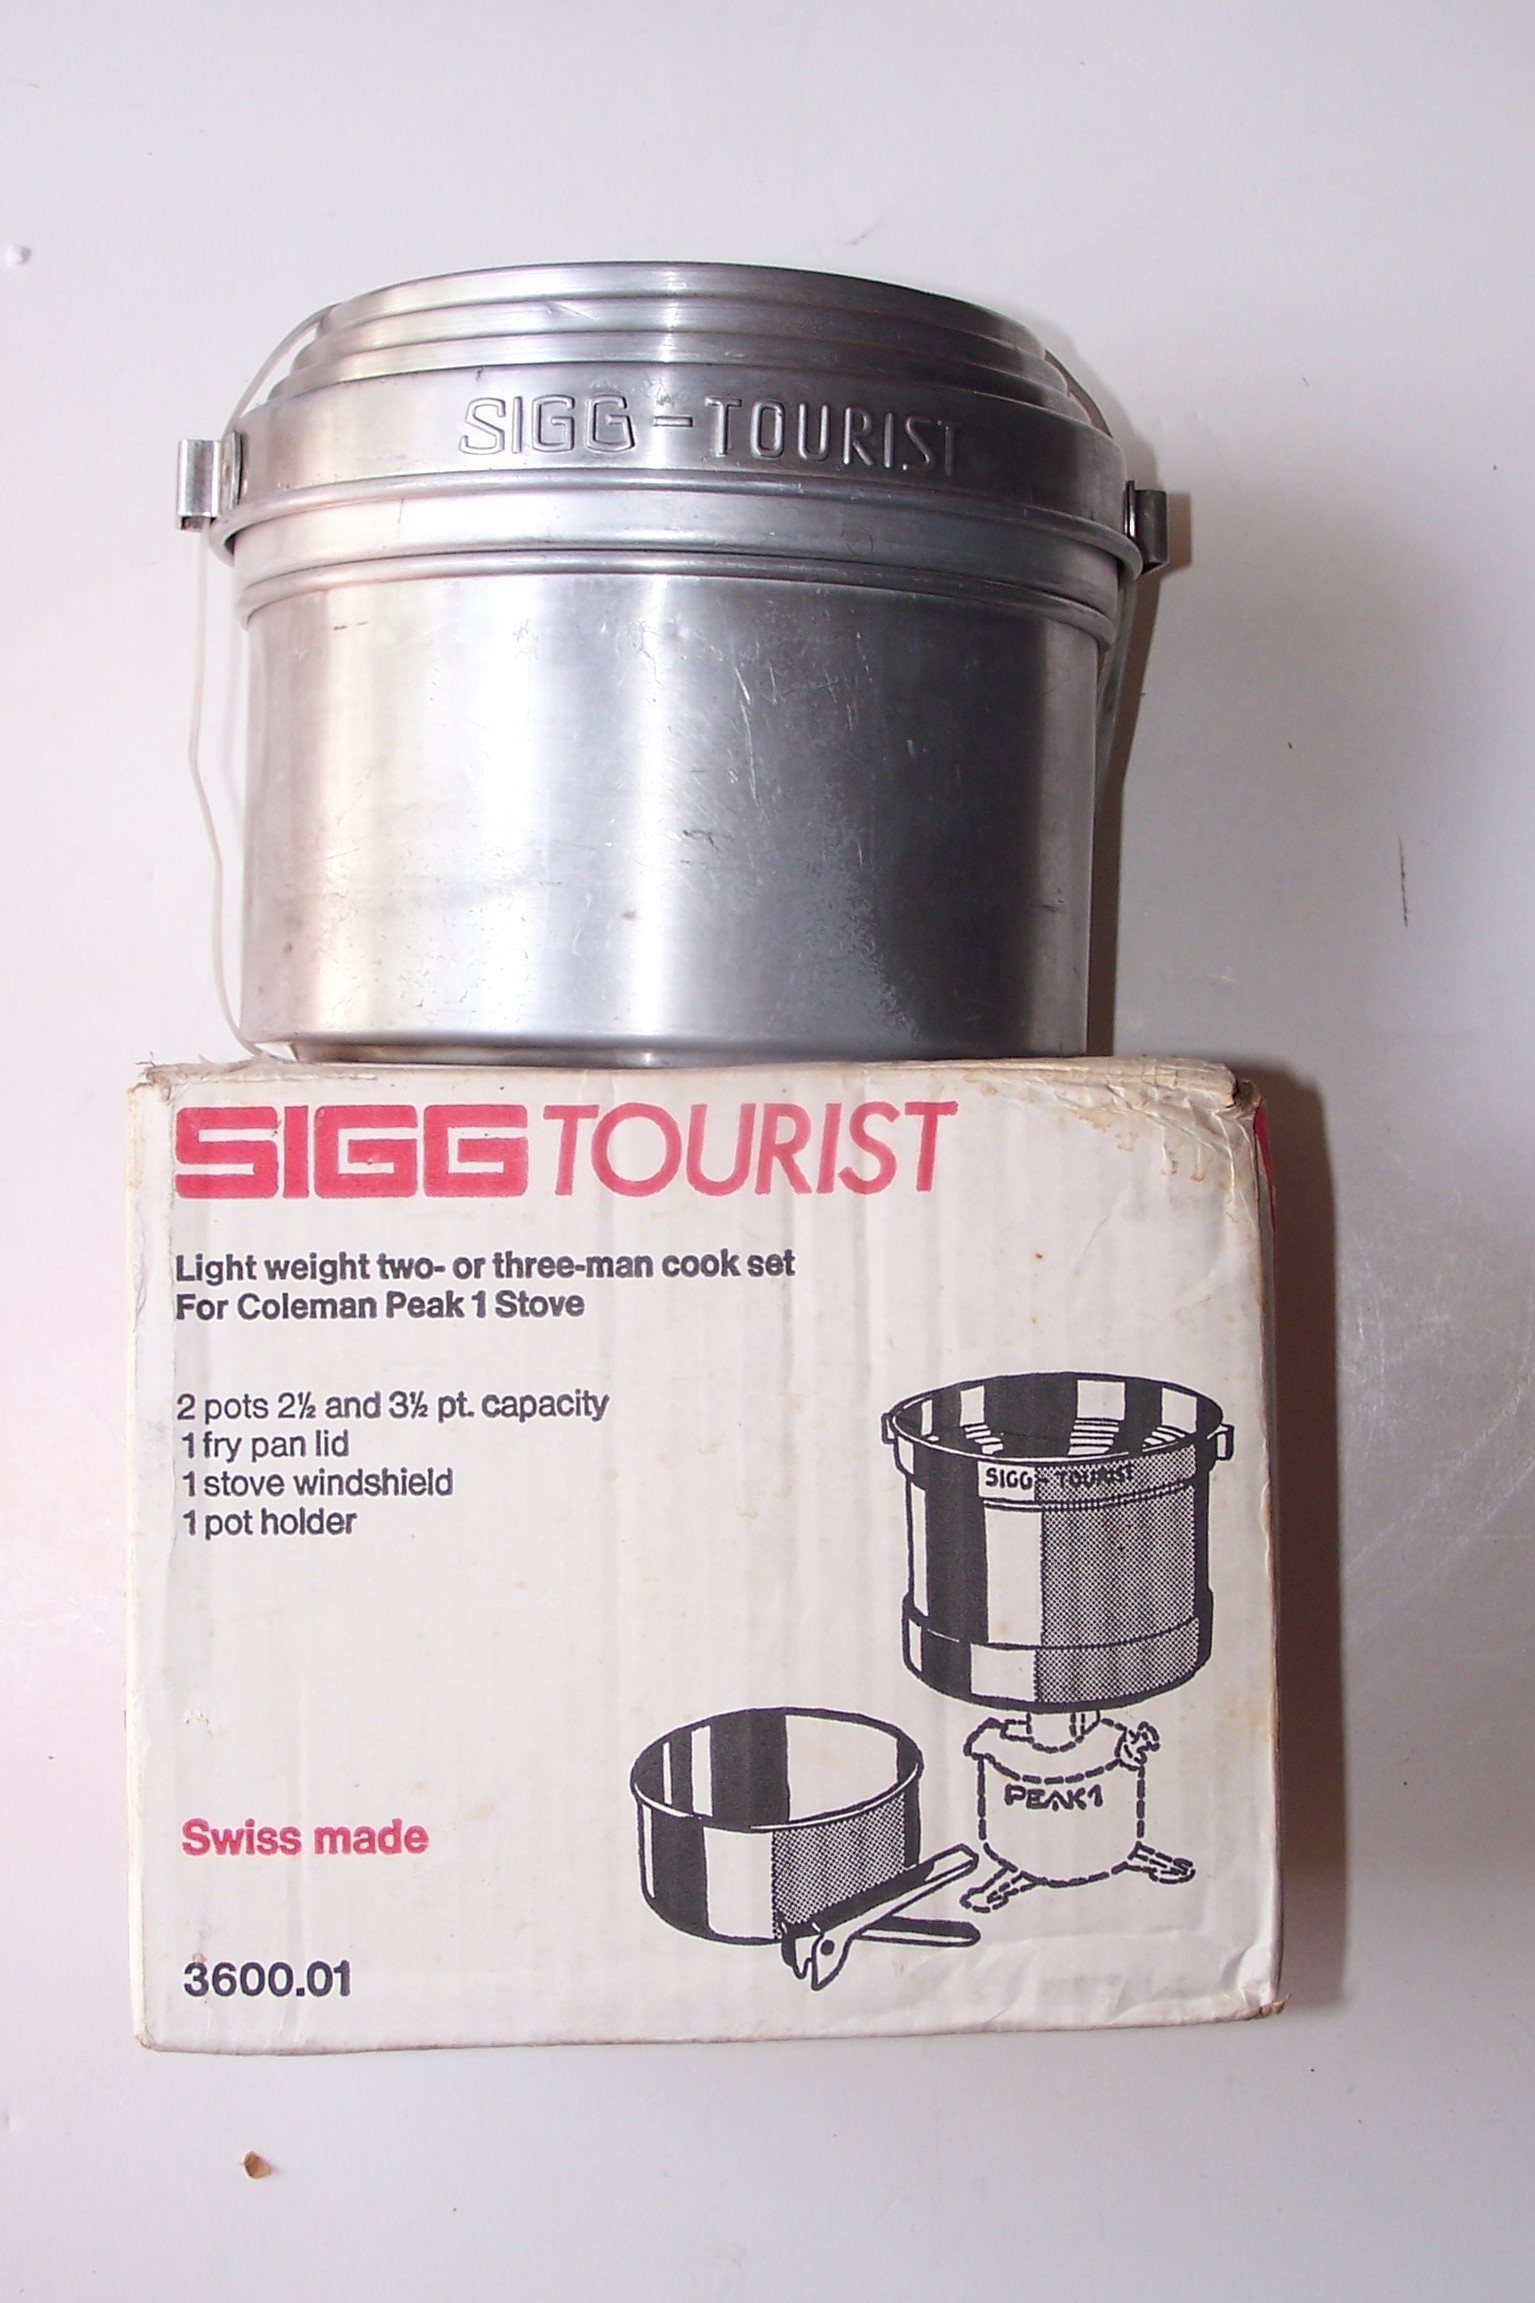 SIGG-TOURIST
SIGG TOURIST
Light weight two- or three-man cook set
For Coleman Peak 1 Stove
2 pots 2½ and 3½ pt. capacity
1 fry pan lid
1 stove windshield
1 pot holder
SIGG-TOURIST
PEAK 1
Swiss made
3600.01